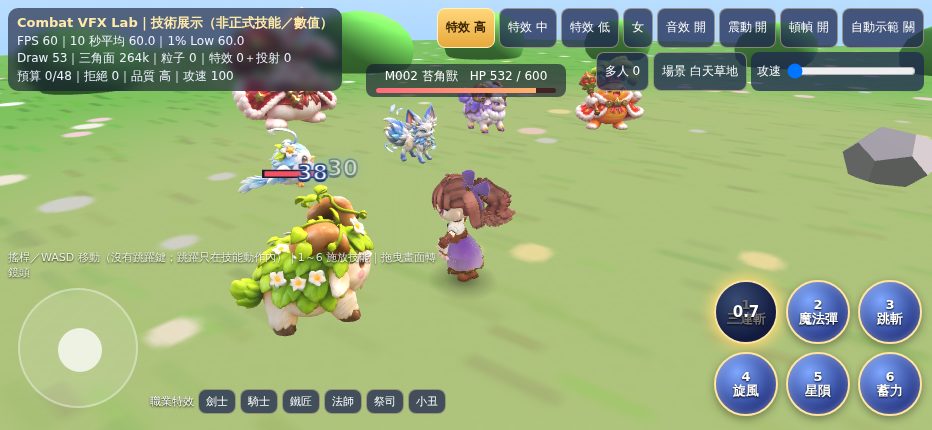 Combat VFX Lab｜技術展示（非正式技能／數值）
FPS 60｜10 秒平均 60.0｜1% Low 60.0
Draw 53｜三角面 264k｜粒子 0｜特效 0＋投射 0
預算 0/48｜拒絕 0｜品質 高｜攻速 100
特效 高
特效 中
特效 低
女
音效 開
震動 開
頓幀 開
自動示範 關
多人 0
場景 白天草地
攻速
M002 苔角獸 HP 532 / 600
38
30
搖桿／WASD 移動（沒有跳躍鍵；跳躍只在技能動作內）｜1～6 施放技能｜拖曳畫面轉
鏡頭
1
三連斬
0.7
2
魔法彈
3
跳斬
4
旋風
5
星隕
6
蓄力
職業特效
劍士
騎士
鐵匠
法師
祭司
小丑